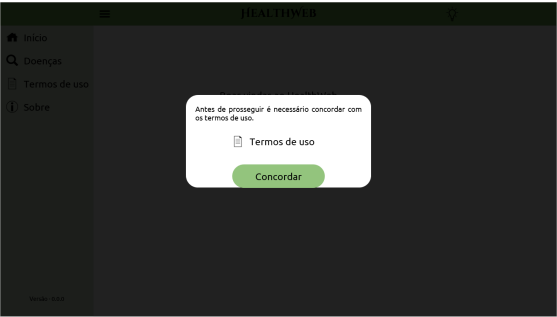 HEALTHWEB
Início
Doenças
Termos de uso
Sobre
Antes de prosseguir é necessário concordar com
os termos de uso.
Termos de uso
Concordar